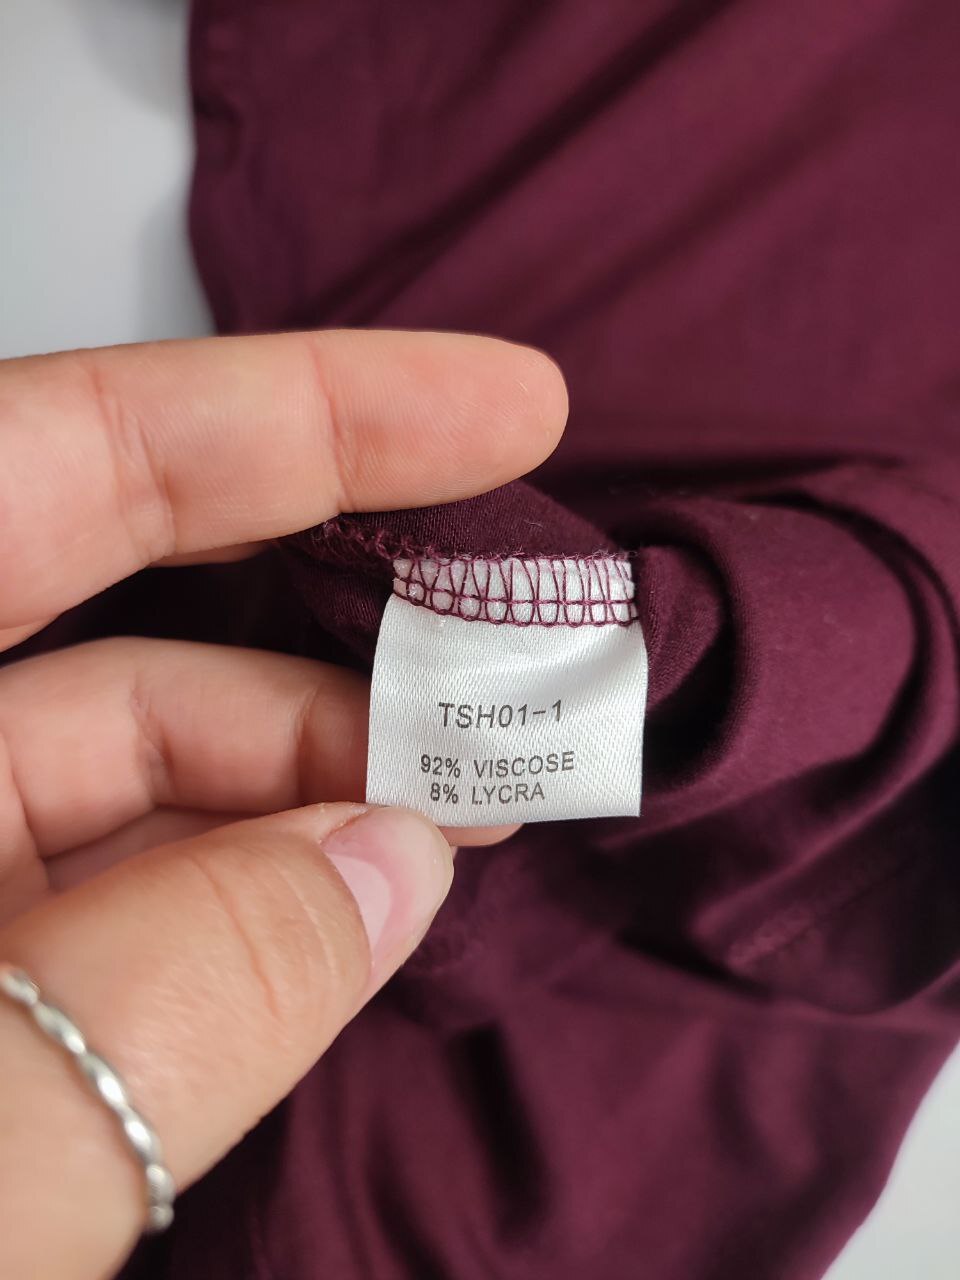 TSH01-1
92% VISCOSE
8% LYCRA